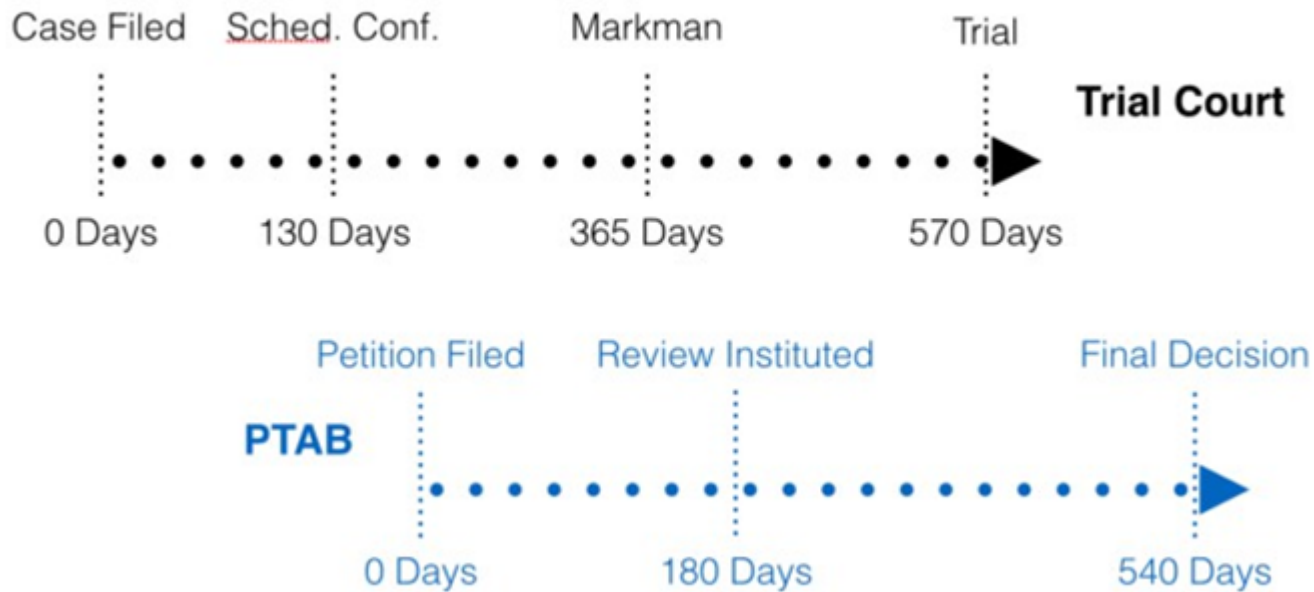 Case Filed Sched. Conf. Markman Trial
Trial Court
0 Days 130 Days 365 Days 570 Days
Petition Filed Review Instituted Final Decision
PTAB
0 Days 180 Days 540 Days